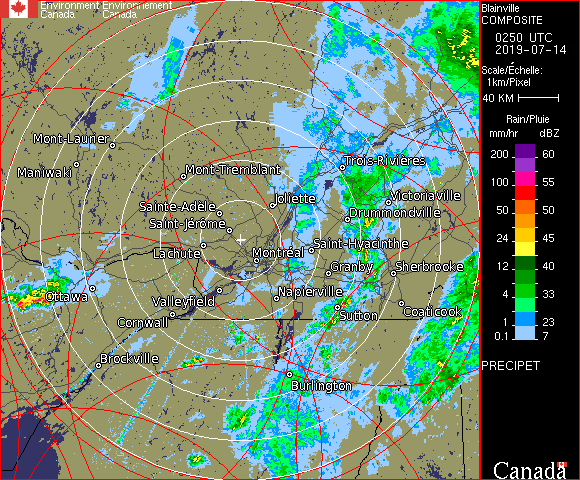 Environment Environnement
Canada Canada
Blainville
COMPOSITE
0250 UTC
2019-07-14
Scale/Échelle:
1km/Pixel
40 KM
Rain/Pluie
mm/hr dBZ
200 60
100 55
50 50
24 45
12 40
4 33
1 23
0.1 7
PRECIPET
Canada
Mont-Laurier
Maniwaki
Mont-Tremblant
Trois-Rivières
Joliette
Victoriaville
Sainte-Adèle
Drummondville
Saint-Jérôme
Saint-Hyacinthe
Lachute
Montréal
Granby
Sherbrooke
Ottawa
Valleyfield
Napierville
Cornwall
Sutton
Coaticook
Brockville
Burlington